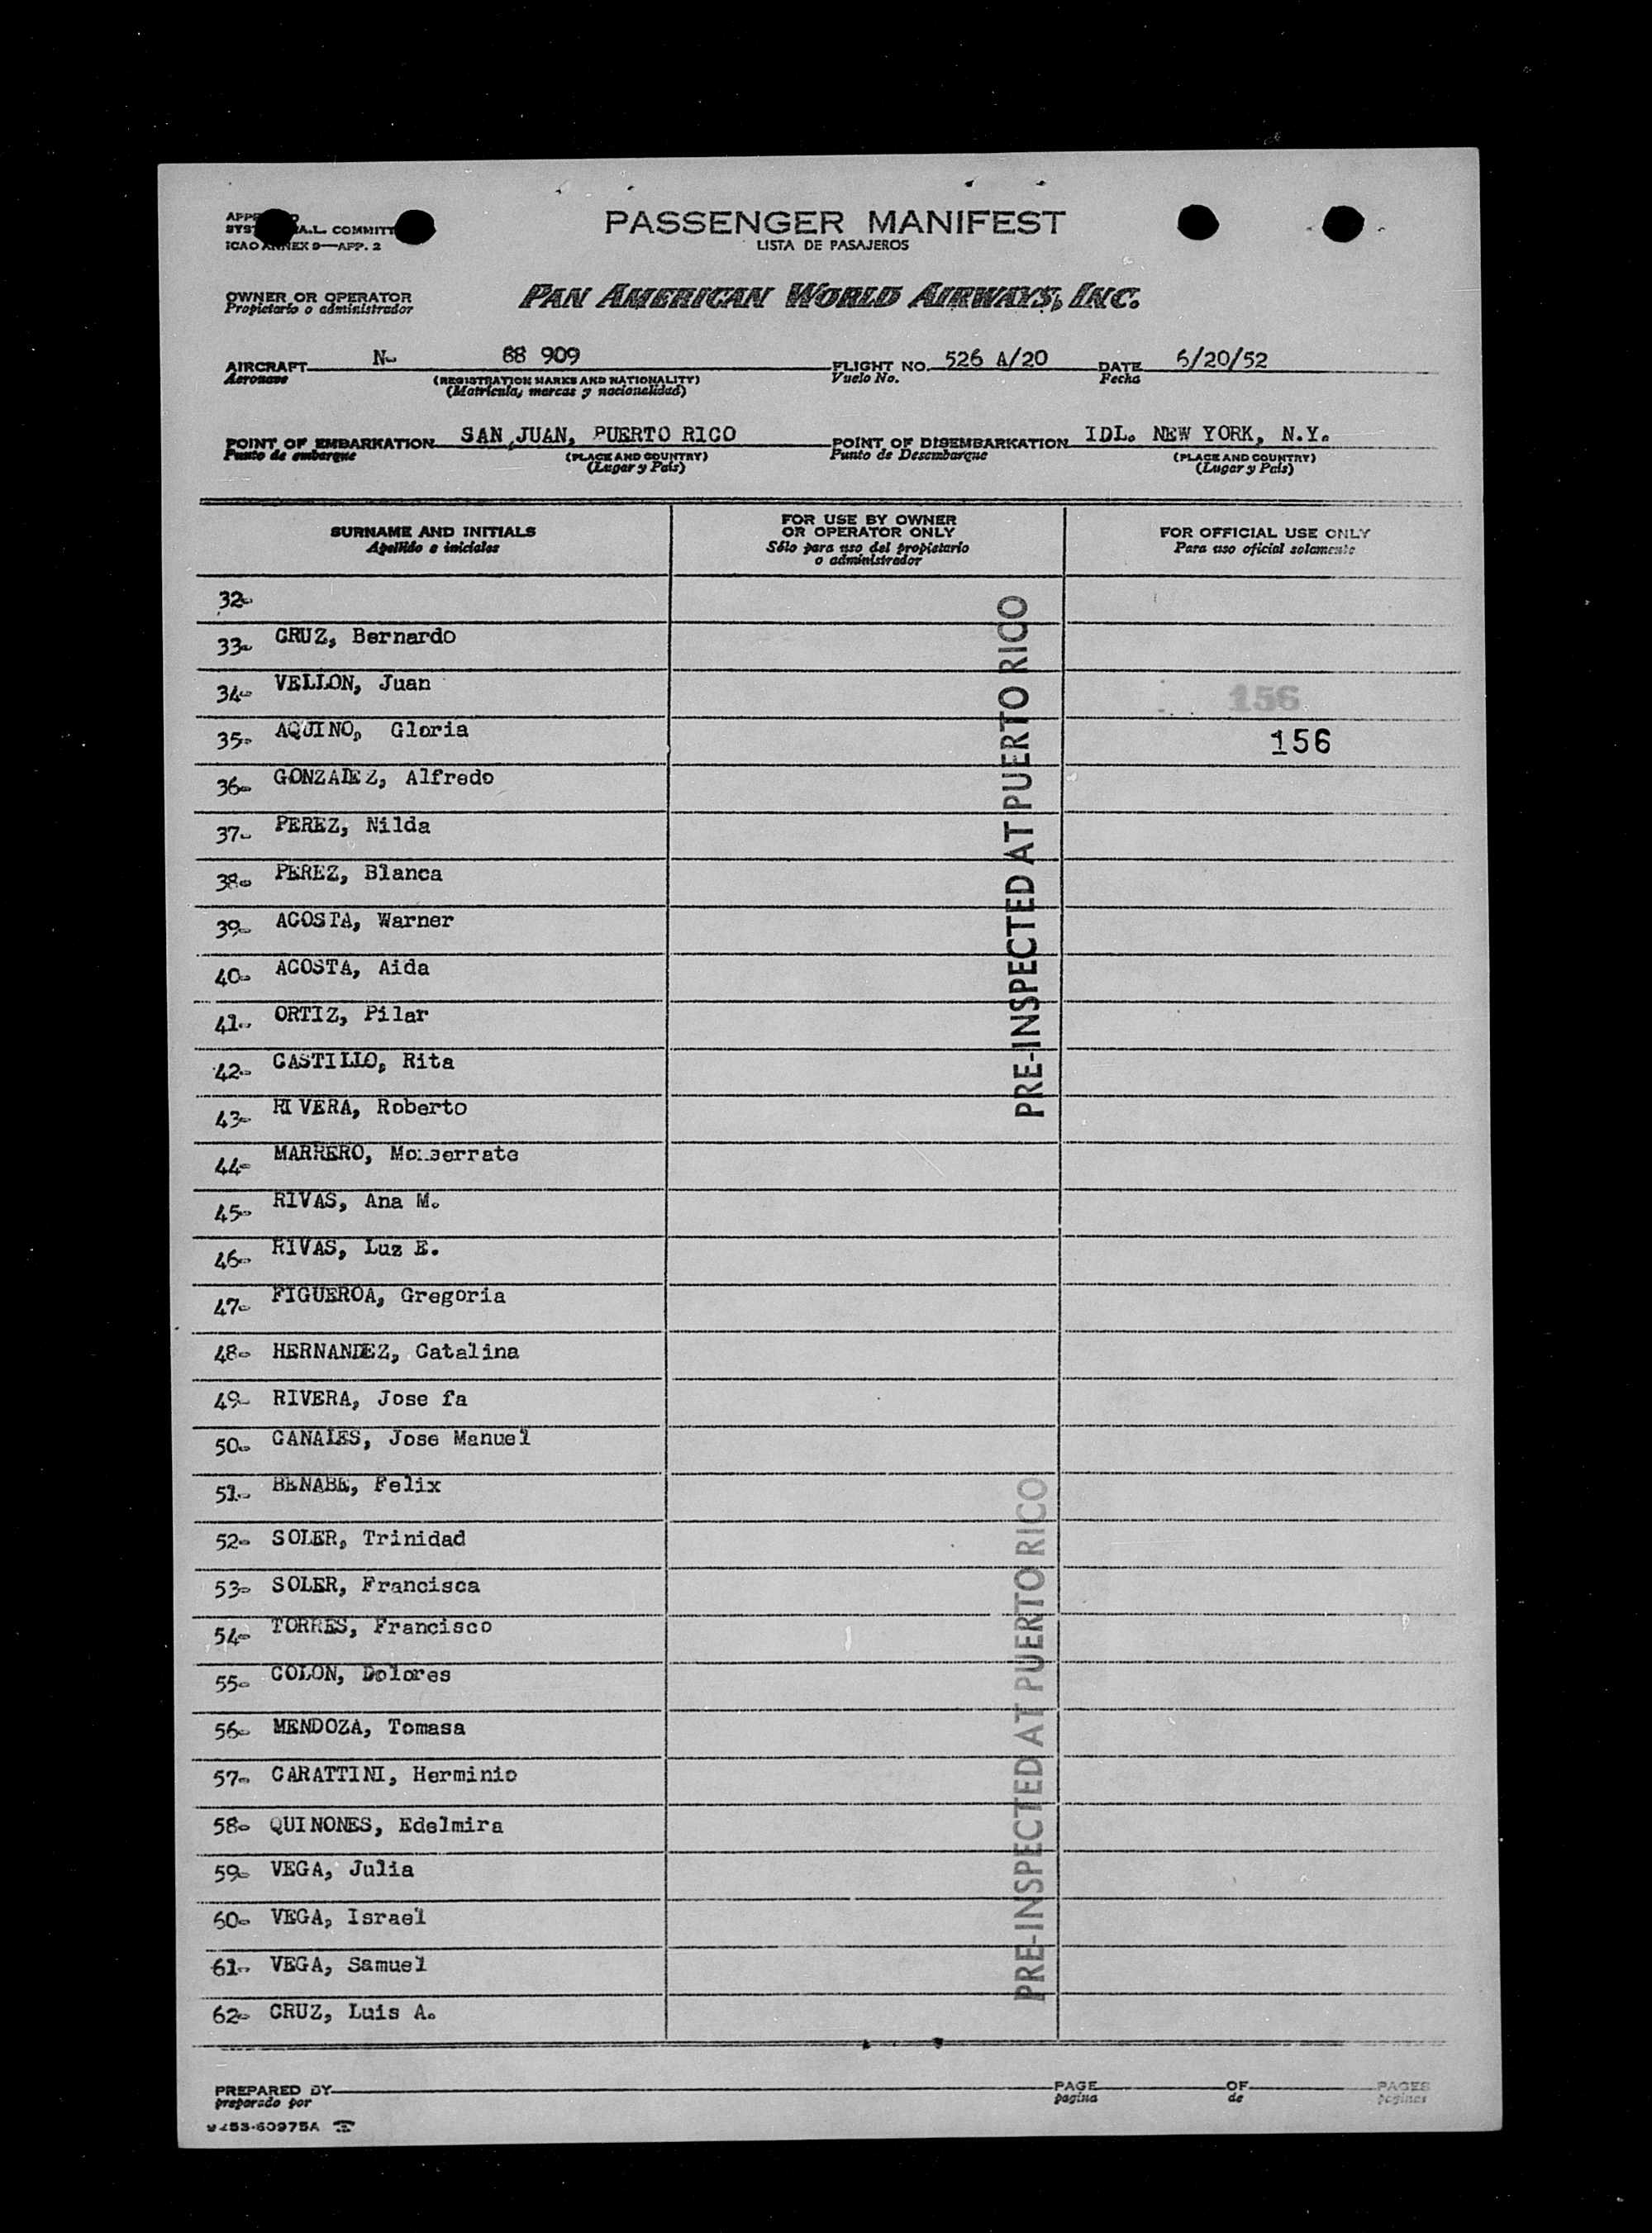 PASSENGER MANIFEST
LISTA DE PASAJEROS
A.L. COMMITT
ICAO ANNEX 9—APP. 2
OWNER OR OPERATOR
Propietario o administrador
PAN AMERICAN WORLD AIRWAYS, INC.
AIRCRAFT N- 88 909 FLIGHT NO. 526 A/20 DATE 6/20/52
Aeronave (REGISTRATION MARKS AND NATIONALITY) Vuelo No. Fecha
(Matricula, marcas y nacionalidad)
POINT OF EMBARKATION SAN JUAN, PUERTO RICO POINT OF DISEMBARKATION IDL. NEW YORK, N.Y.
Punto de embarque (PLACE AND COUNTRY) Punto de Desembarque (PLACE AND COUNTRY)
(Lugar y País) (Lugar y País)
SURNAME AND INITIALS
Apellido e iniciales
FOR USE BY OWNER
OR OPERATOR ONLY
Sólo para uso del propietario
o administrador
FOR OFFICIAL USE ONLY
Para uso oficial solamente
32-
33- CRUZ, Bernardo
34- VELLON, Juan 156
35- AQUINO, Gloria 156
36- GONZALEZ, Alfredo
37- PEREZ, Nilda
38- PEREZ, Blanca
39- ACOSTA, Warner
40- ACOSTA, Aida
41- ORTIZ, Pilar
42- CASTILLO, Rita
43- RIVERA, Roberto
44- MARRERO, Monserrate
45- RIVAS, Ana M.
46- RIVAS, Luz E.
47- FIGUEROA, Gregoria
48- HERNANDEZ, Catalina
49- RIVERA, Jose fa
50- CANALES, Jose Manuel
51- BENABE, Felix
52- SOLER, Trinidad
53- SOLER, Francisca
54- TORRES, Francisco
55- COLON, Dolores
56- MENDOZA, Tomasa
57- CARATTINI, Herminio
58- QUINONES, Edelmira
59- VEGA, Julia
60- VEGA, Israel
61- VEGA, Samuel
62- CRUZ, Luis A.
PRE-INSPECTED AT PUERTO RICO
PRE-INSPECTED AT PUERTO RICO
PREPARED BY PAGE OF PAGES
preparado por pagina de paginas
60975A